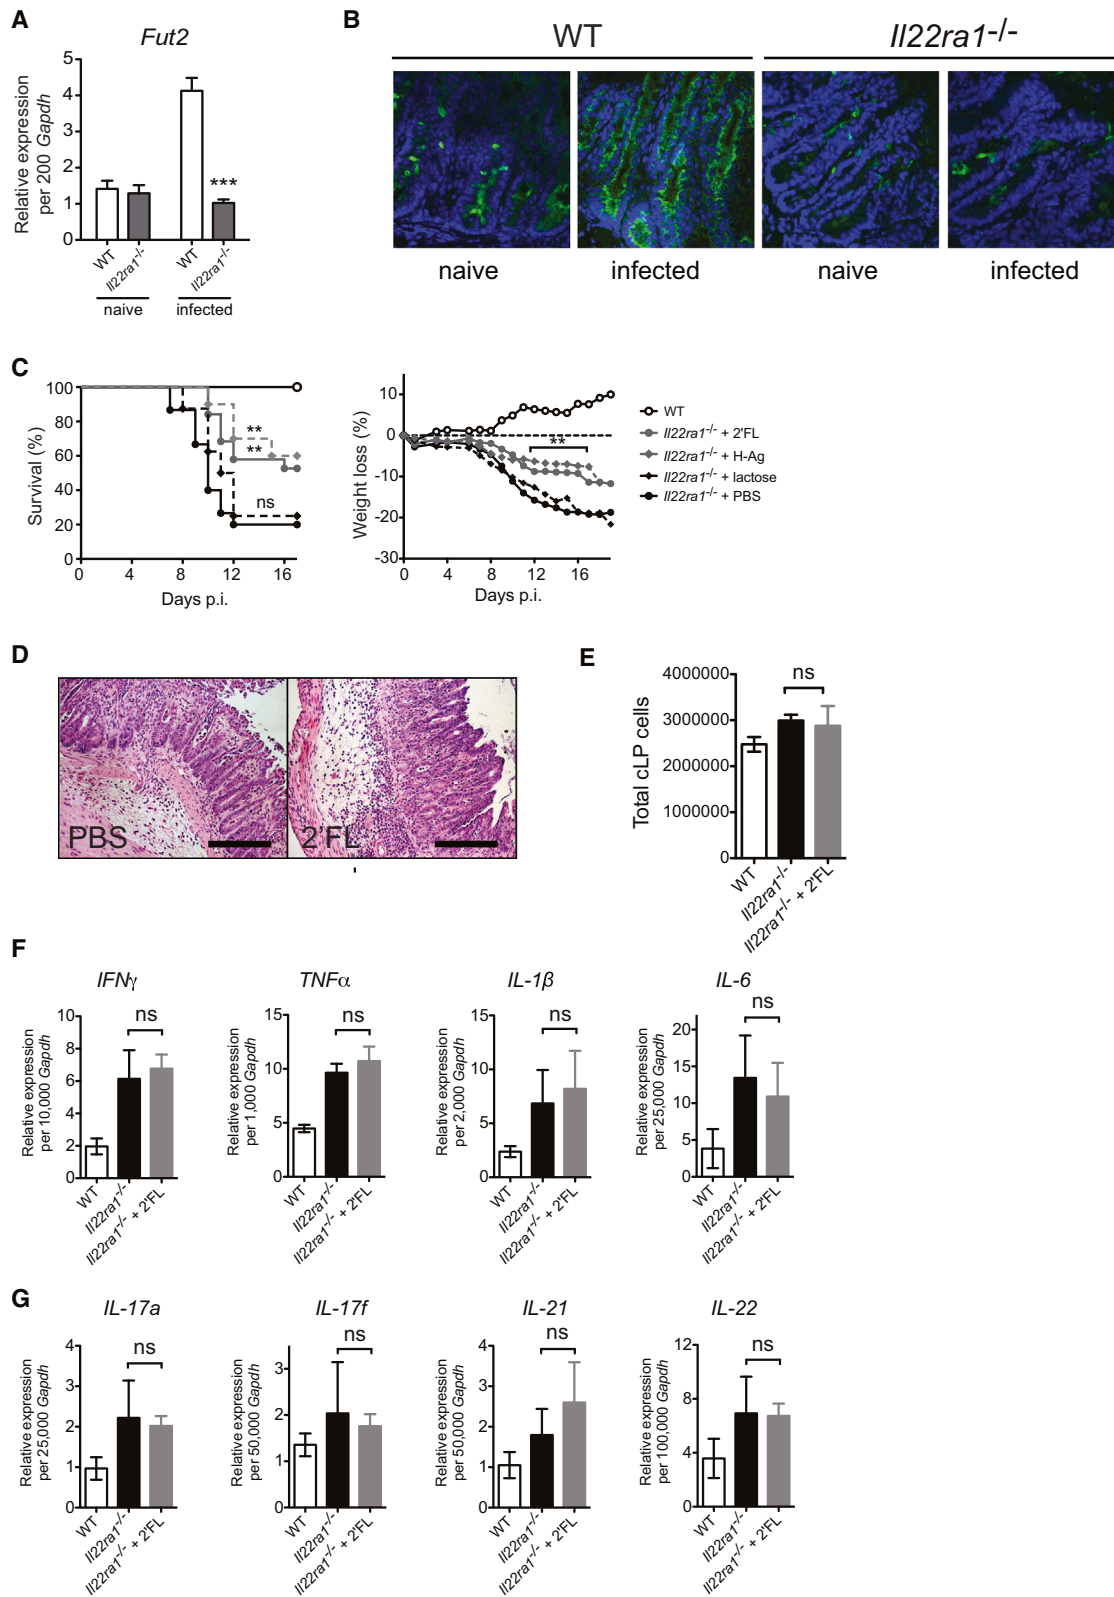 A
Fut2
Relative expression
per 200 Gapdh
5
4
3
2
1
0
***
WT
Il22ra1-/-
WT
Il22ra1-/-
naive
infected
B
WT
Il22ra1-/-
naive
infected
naive
infected
C
Survival (%)
100
80
60
40
20
0
**
**
ns
0
4
8
12
16
Days p.i.
Weight loss (%)
10
0
-10
-20
-30
**
0
4
8
12
16
Days p.i.
WT
Il22ra1-/- + 2'FL
Il22ra1-/- + H-Ag
Il22ra1-/- + lactose
Il22ra1-/- + PBS
D
PBS
2'FL
E
Total cLP cells
4000000
3000000
2000000
1000000
0
ns
WT
Il22ra1-/-
Il22ra1-/- + 2'FL
F
IFNγ
Relative expression
per 10,000 Gapdh
10
8
6
4
2
0
ns
WT
Il22ra1-/-
Il22ra1-/- + 2'FL
TNFα
Relative expression
per 1,000 Gapdh
15
10
5
0
ns
WT
Il22ra1-/-
Il22ra1-/- + 2'FL
IL-1β
Relative expression
per 2,000 Gapdh
15
10
5
0
ns
WT
Il22ra1-/-
Il22ra1-/- + 2'FL
IL-6
Relative expression
per 25,000 Gapdh
20
15
10
5
0
ns
WT
Il22ra1-/-
Il22ra1-/- + 2'FL
G
IL-17a
Relative expression
per 25,000 Gapdh
4
3
2
1
0
ns
WT
Il22ra1-/-
Il22ra1-/- + 2'FL
IL-17f
Relative expression
per 50,000 Gapdh
3
2
1
0
ns
WT
Il22ra1-/-
Il22ra1-/- + 2'FL
IL-21
Relative expression
per 50,000 Gapdh
4
3
2
1
0
ns
WT
Il22ra1-/-
Il22ra1-/- + 2'FL
IL-22
Relative expression
per 100,000 Gapdh
12
8
4
0
ns
WT
Il22ra1-/-
Il22ra1-/- + 2'FL